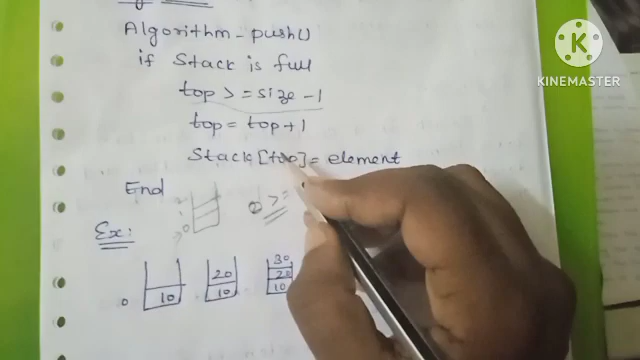 Algorithm - push()
if Stack is full
top >= size - 1
top = top + 1
Stack [top] = element
End
>=
Ex:
30
20 20
0 10 10 10
K
KINEMASTER